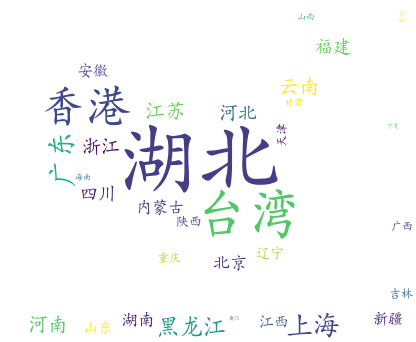 山西
福建
安徽
云南
甘肃
香港
江苏
河北
天津
宁夏
广东
浙江
湖北
海南
四川
内蒙古
陕西
台湾
广西
重庆
北京
辽宁
吉林
河南
山东
湖南
黑龙江
澳门
江西
上海
新疆